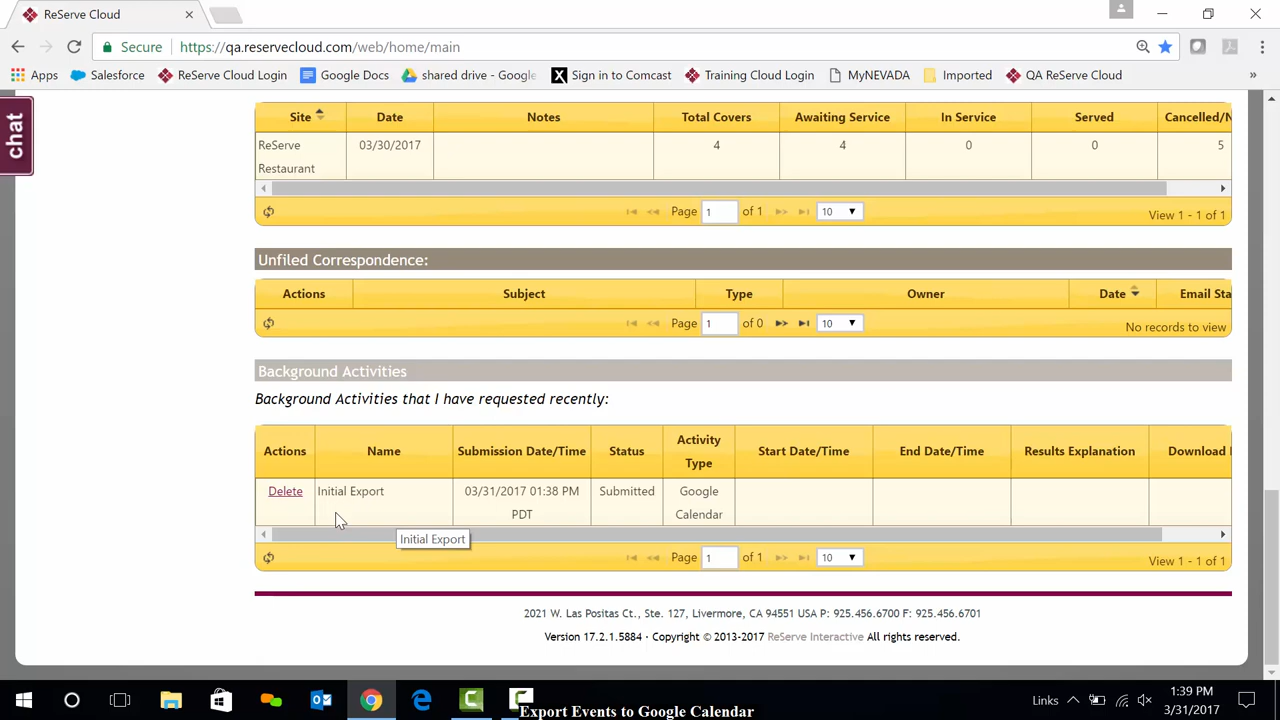 ReServe Cloud
Secure https://qa.reservecloud.com/web/home/main
Apps Salesforce ReServe Cloud Login Google Docs shared drive - Google Sign in to Comcast Training Cloud Login MyNEVADA Imported QA ReServe Cloud »
chat
Site Date Notes Total Covers Awaiting Service In Service Served Cancelled/N
ReServe 03/30/2017 4 4 0 0 5
Restaurant
Page 1 of 1 10 View 1 - 1 of 1
Unfiled Correspondence:
Actions Subject Type Owner Date Email Sta
Page 1 of 0 10 No records to view
Background Activities
Background Activities that I have requested recently:
Actions Name Submission Date/Time Status Activity Type Start Date/Time End Date/Time Results Explanation Download
Delete Initial Export 03/31/2017 01:38 PM Submitted Google
PDT Calendar
Initial Export
Page 1 of 1 10 View 1 - 1 of 1
2021 W. Las Positas Ct., Ste. 127, Livermore, CA 94551 USA P: 925.456.6700 F: 925.456.6701
Version 17.2.1.5884 · Copyright © 2013-2017 ReServe Interactive All rights reserved.
Links 1:39 PM
3/31/2017
Export Events to Google Calendar